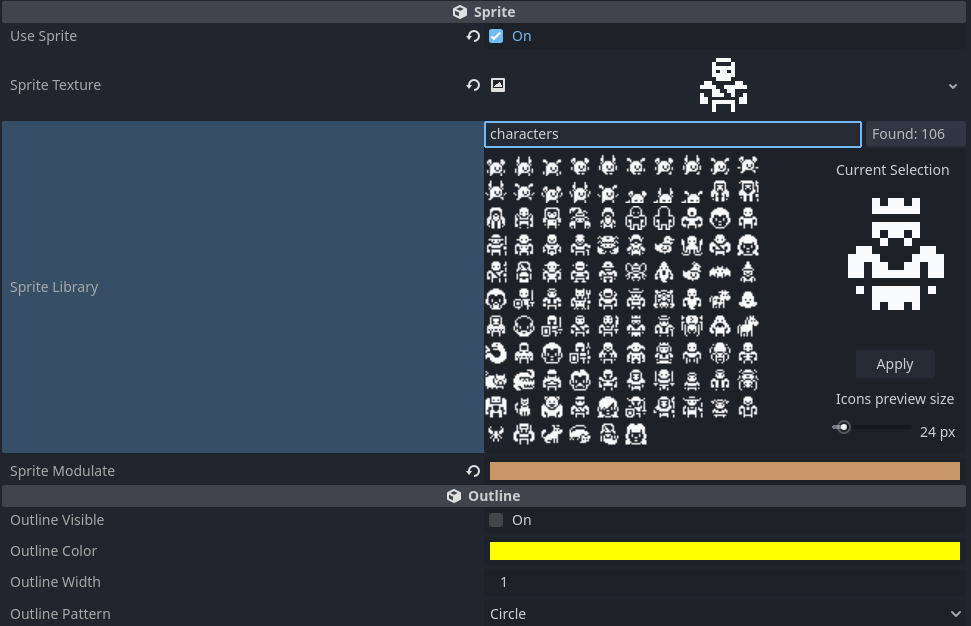 Sprite
Use Sprite
On
Sprite Texture
characters
Found: 106
Current Selection
Sprite Library
Apply
Icons preview size
24 px
Sprite Modulate
Outline
Outline Visible
On
Outline Color
Outline Width
1
Outline Pattern
Circle